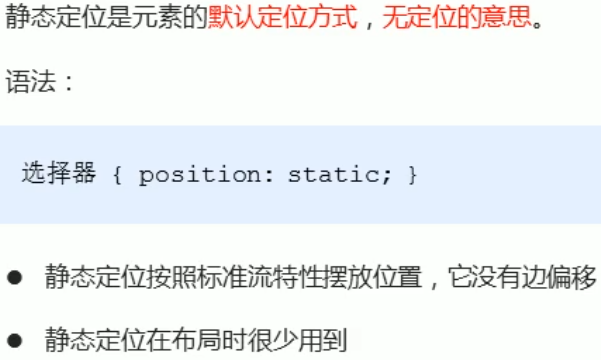 静态定位是元素的默认定位方式，无定位的意思。
语法：
选择器 { position: static; }
● 静态定位按照标准流特性摆放位置，它没有边偏移
● 静态定位在布局时很少用到